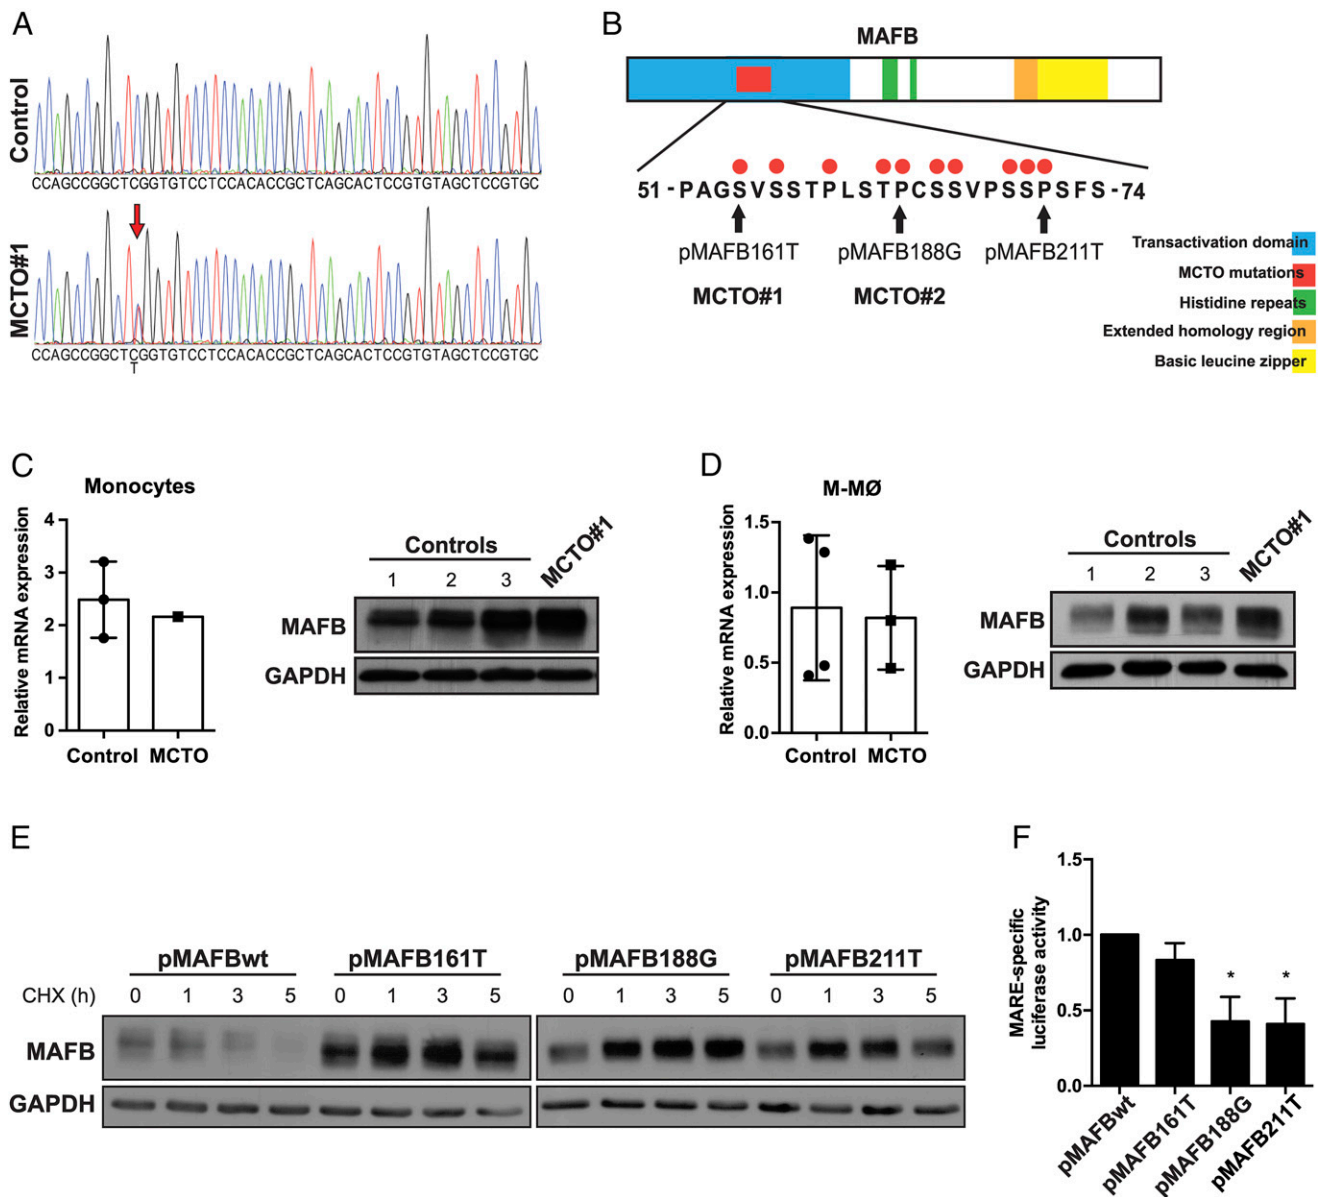 A
Control
CCAGCCGGCTCGGTGTCCTCCACACCGCTCAGCACTCCGTGTAGCTCCGTGC
MCTO#1
CCAGCCGGCTCGGTGTCCTCCACACCGCTCAGCACTCCGTGTAGCTCCGTGC
T
B
MAFB
51 - PAGSVSSTPLSTPCSSVPSSPSFS - 74
pMAFB161T pMAFB188G pMAFB211T
MCTO#1 MCTO#2
Transactivation domain
MCTO mutations
Histidine repeats
Extended homology region
Basic leucine zipper
C
Monocytes
Relative mRNA expression
4
3
2
1
0
Control MCTO
Controls MCTO#1
1 2 3
MAFB
GAPDH
D
M-MØ
Relative mRNA expression
1.5
1.0
0.5
0.0
Control MCTO
Controls MCTO#1
1 2 3
MAFB
GAPDH
E
pMAFBwt pMAFB161T pMAFB188G pMAFB211T
CHX (h) 0 1 3 5 0 1 3 5 0 1 3 5 0 1 3 5
MAFB
GAPDH
F
MARE-specific
luciferase activity
1.5
1.0
0.5
0.0
* *
pMAFBwt pMAFB161T pMAFB188G pMAFB211T